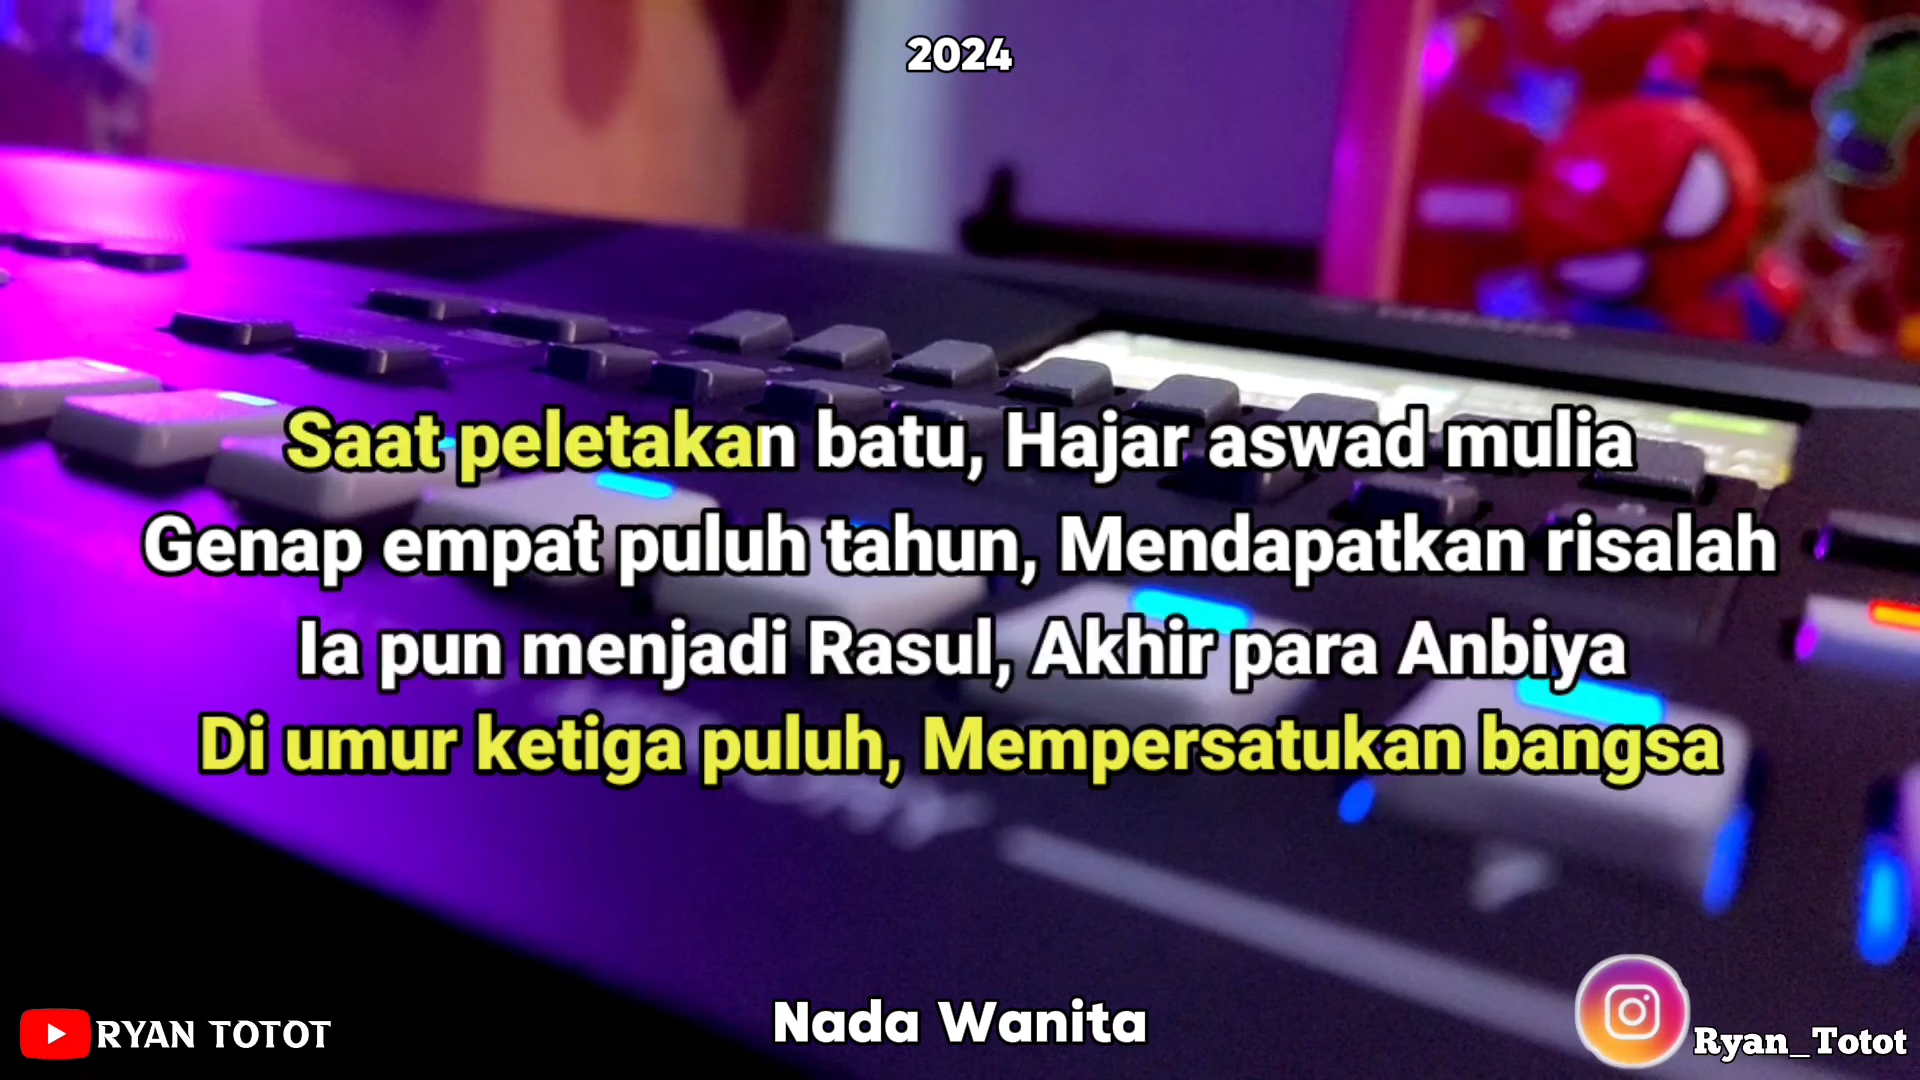 2024
Saat peletakan batu, Hajar aswad mulia
Genap empat puluh tahun, Mendapatkan risalah
Ia pun menjadi Rasul, Akhir para Anbiya
Di umur ketiga puluh, Mempersatukan bangsa
Nada Wanita
RYAN TOTOT
Ryan_Totot